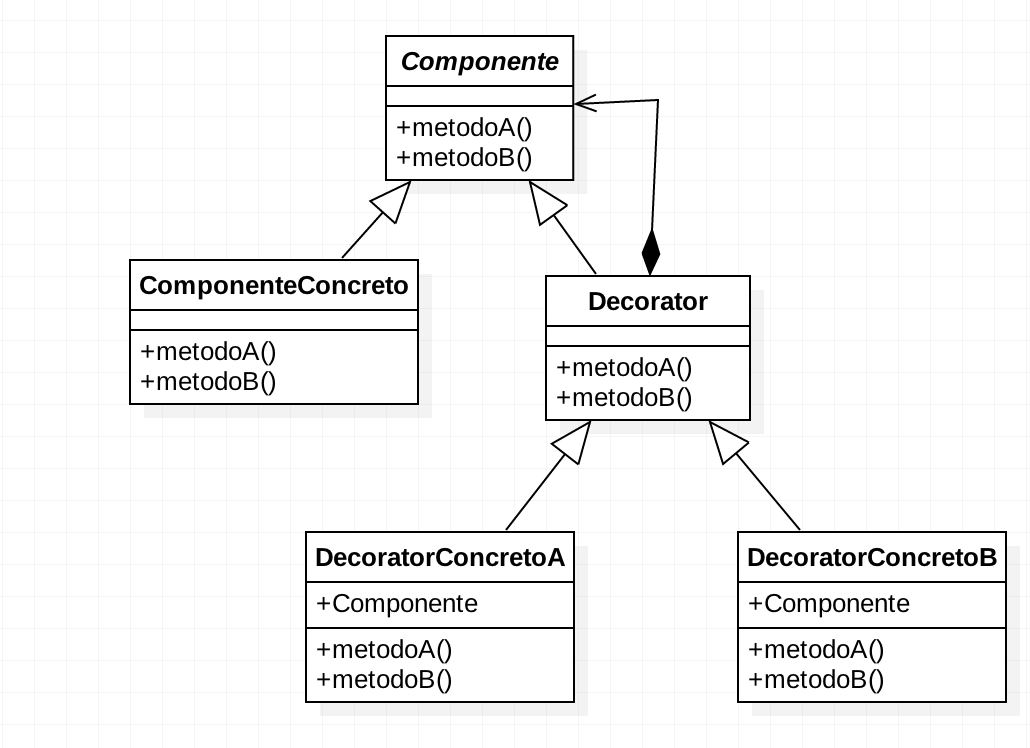 Componente
+metodoA()
+metodoB()
ComponenteConcreto
+metodoA()
+metodoB()
Decorator
+metodoA()
+metodoB()
DecoratorConcretoA
+Componente
+metodoA()
+metodoB()
DecoratorConcretoB
+Componente
+metodoA()
+metodoB()